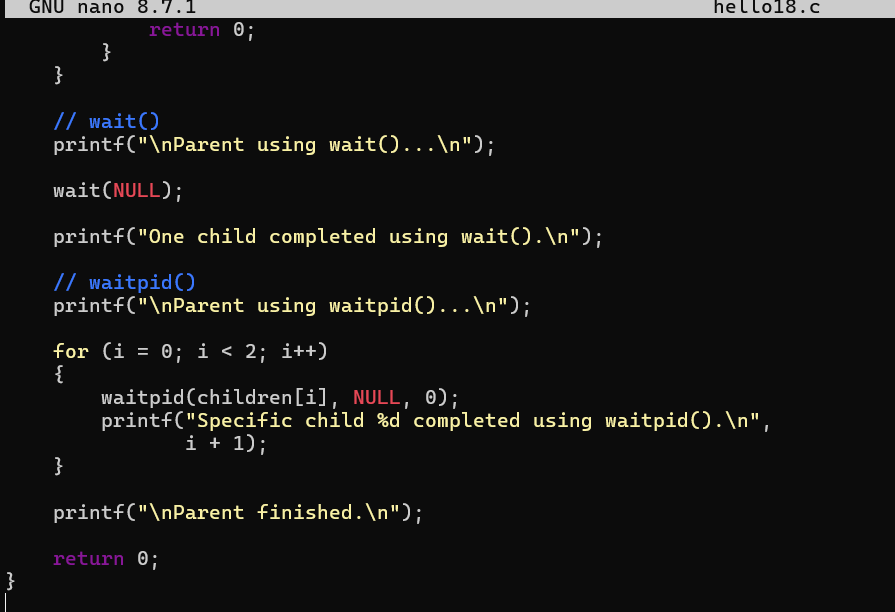 GNU nano 8.7.1                                           hello18.c
            return 0;
        }
    }

    // wait()
    printf("\nParent using wait()...\n");

    wait(NULL);

    printf("One child completed using wait().\n");

    // waitpid()
    printf("\nParent using waitpid()...\n");

    for (i = 0; i < 2; i++)
    {
        waitpid(children[i], NULL, 0);
        printf("Specific child %d completed using waitpid().\n",
               i + 1);
    }

    printf("\nParent finished.\n");

    return 0;
}